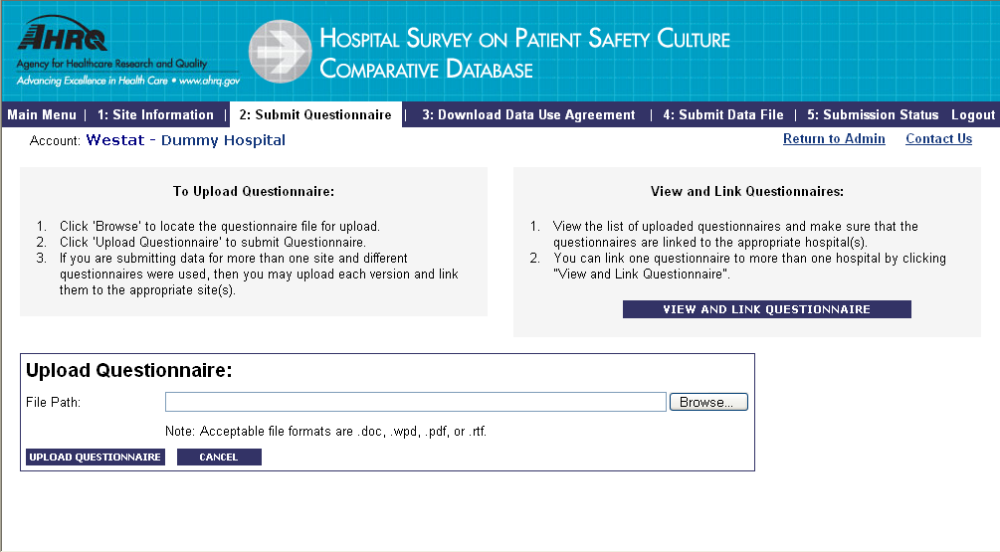 AHRQ
Agency for Healthcare Research and Quality
Advancing Excellence in Health Care • www.ahrq.gov
HOSPITAL SURVEY ON PATIENT SAFETY CULTURE
COMPARATIVE DATABASE
Main Menu | 1: Site Information | 2: Submit Questionnaire | 3: Download Data Use Agreement | 4: Submit Data File | 5: Submission Status Logout
Account: Westat - Dummy Hospital
Return to Admin Contact Us
To Upload Questionnaire:
1. Click 'Browse' to locate the questionnaire file for upload.
2. Click 'Upload Questionnaire' to submit Questionnaire.
3. If you are submitting data for more than one site and different
questionnaires were used, then you may upload each version and link
them to the appropriate site(s).
View and Link Questionnaires:
1. View the list of uploaded questionnaires and make sure that the
questionnaires are linked to the appropriate hospital(s).
2. You can link one questionnaire to more than one hospital by clicking
"View and Link Questionnaire".
VIEW AND LINK QUESTIONNAIRE
Upload Questionnaire:
File Path:
Browse...
Note: Acceptable file formats are .doc, .wpd, .pdf, or .rtf.
UPLOAD QUESTIONNAIRE CANCEL